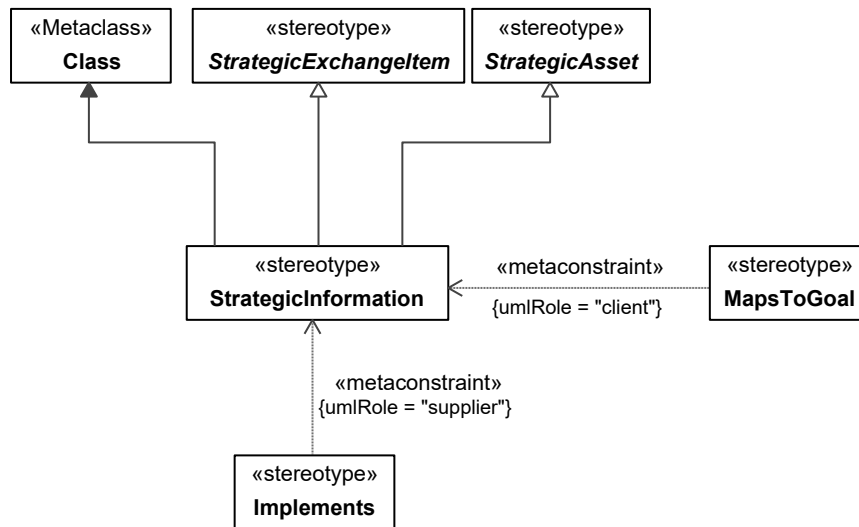 «Metaclass»
Class
«stereotype»
StrategicExchangeItem
«stereotype»
StrategicAsset
«stereotype»
StrategicInformation
«metaconstraint»
{umlRole = "client"}
«stereotype»
MapsToGoal
«metaconstraint»
{umlRole = "supplier"}
«stereotype»
Implements